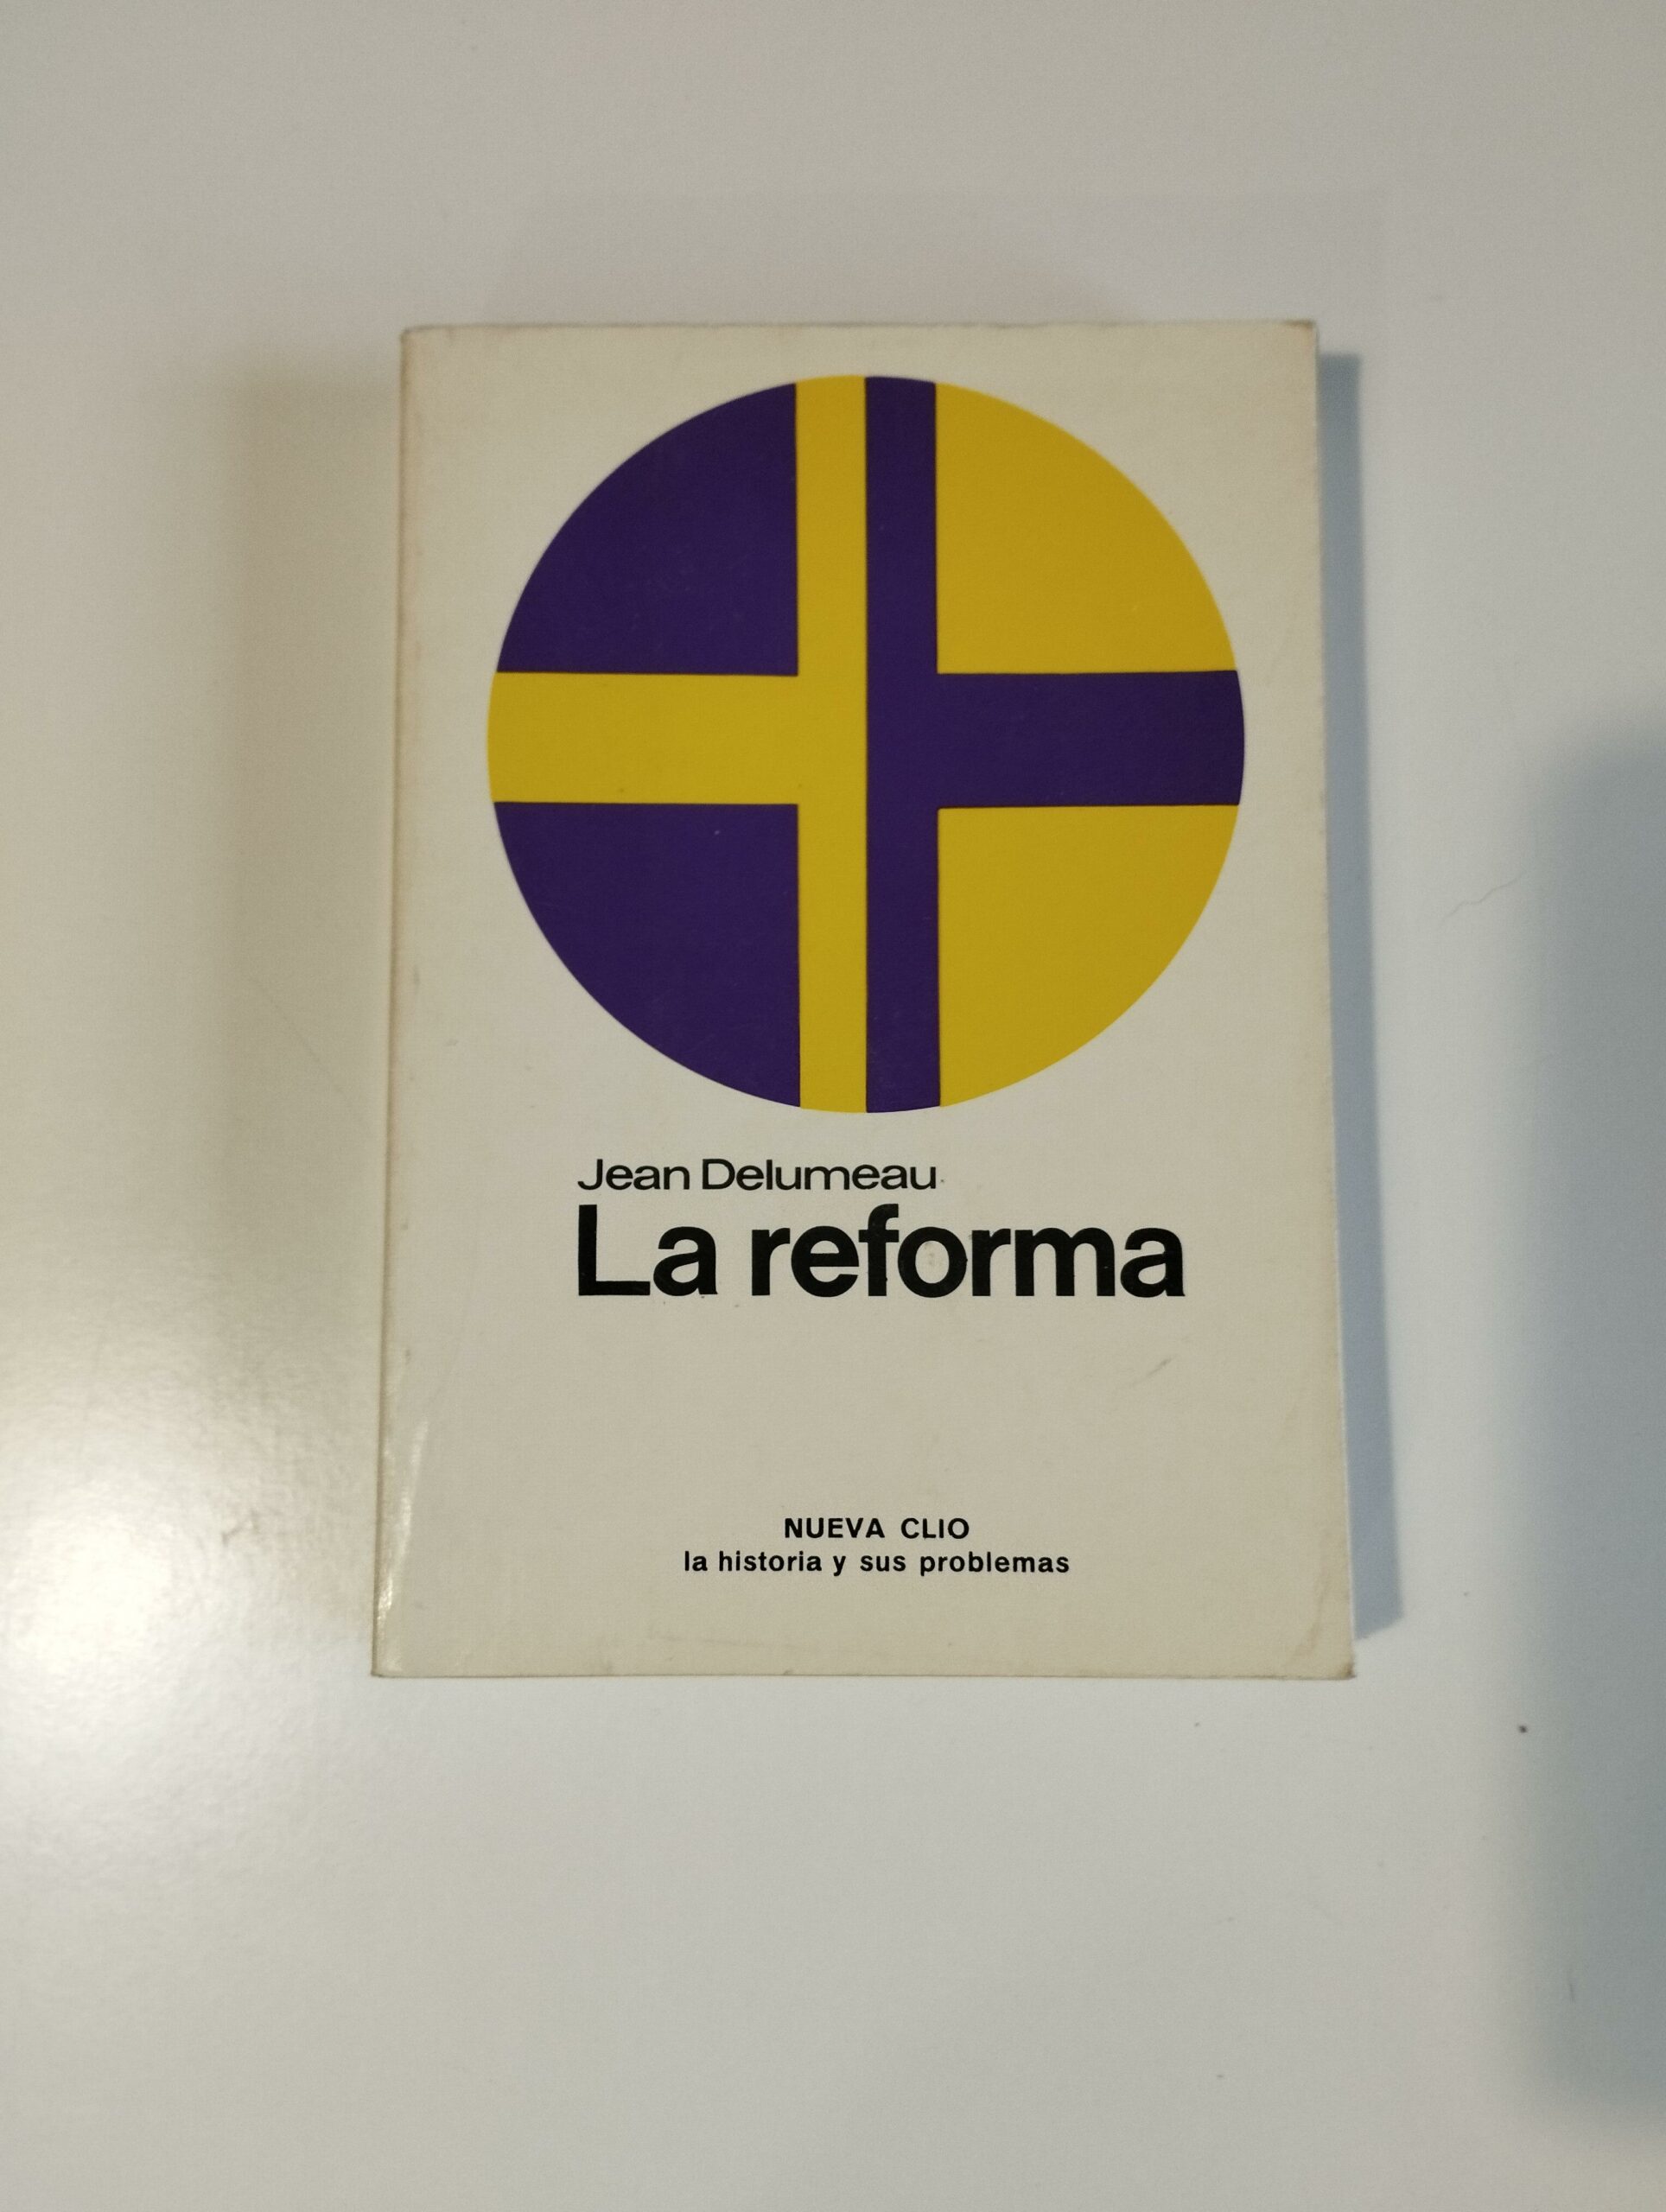 Jean Delumeau
La reforma
NUEVA CLIO
la historia y sus problemas